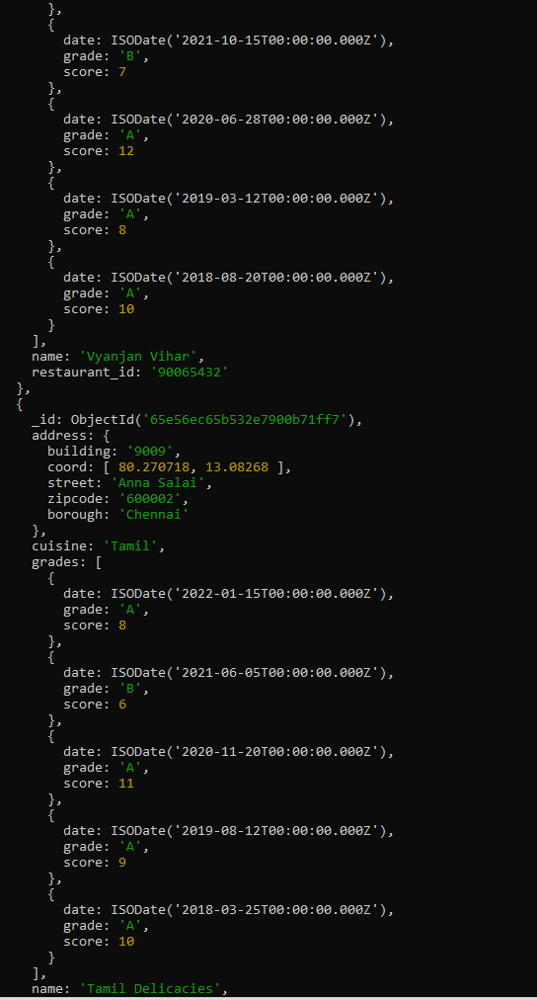 },
{
date: ISODate('2021-10-15T00:00:00.000Z'),
grade: 'B',
score: 7
},
{
date: ISODate('2020-06-28T00:00:00.000Z'),
grade: 'A',
score: 12
},
{
date: ISODate('2019-03-12T00:00:00.000Z'),
grade: 'A',
score: 8
},
{
date: ISODate('2018-08-20T00:00:00.000Z'),
grade: 'A',
score: 10
}
],
name: 'Vyanjan Vihar',
restaurant_id: '90065432'
},
{
_id: ObjectId('65e56ec65b532e7900b71ff7'),
address: {
building: '9009',
coord: [ 80.270718, 13.08268 ],
street: 'Anna Salai',
zipcode: '600002',
borough: 'Chennai'
},
cuisine: 'Tamil',
grades: [
{
date: ISODate('2022-01-15T00:00:00.000Z'),
grade: 'A',
score: 8
},
{
date: ISODate('2021-06-05T00:00:00.000Z'),
grade: 'B',
score: 6
},
{
date: ISODate('2020-11-20T00:00:00.000Z'),
grade: 'A',
score: 11
},
{
date: ISODate('2019-08-12T00:00:00.000Z'),
grade: 'A',
score: 9
},
{
date: ISODate('2018-03-25T00:00:00.000Z'),
grade: 'A',
score: 10
}
],
name: 'Tamil Delicacies',